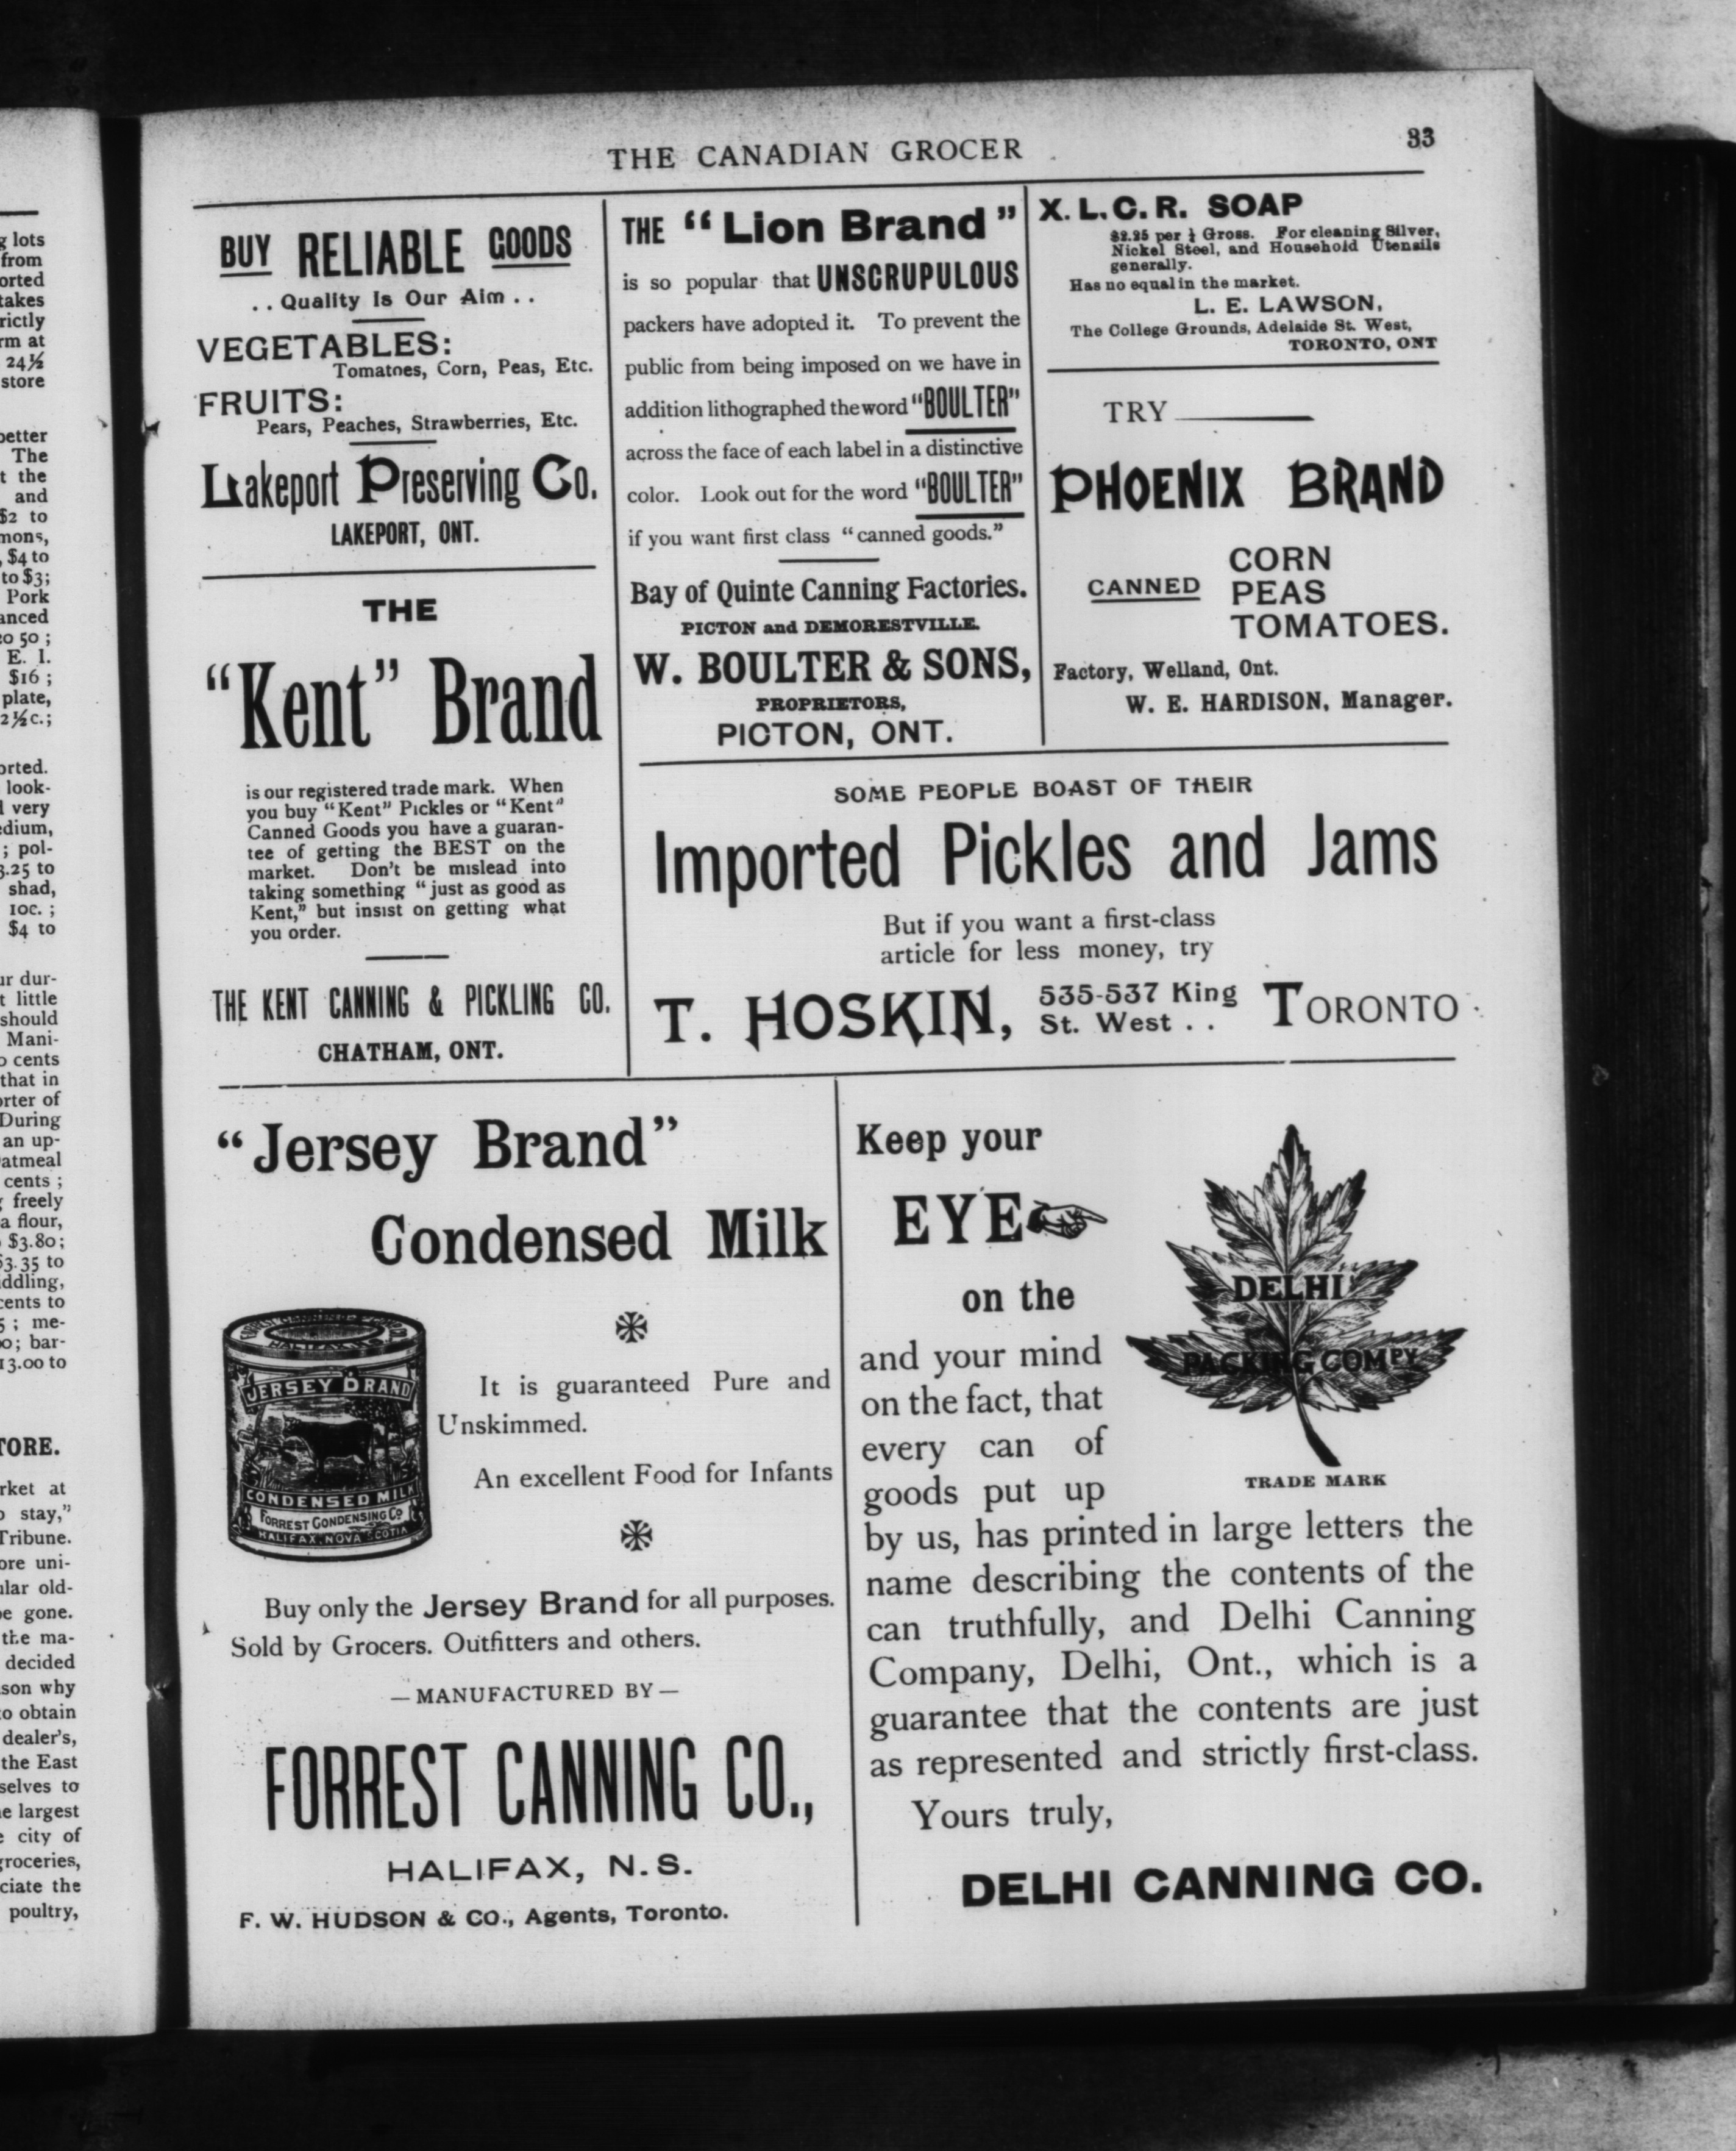 THE CANADIAN GROCER
33
BUY RELIABLE GOODS
. . Quality Is Our Aim . .
VEGETABLES:
Tomatoes, Corn, Peas, Etc.
FRUITS:
Pears, Peaches, Strawberries, Etc.
Lakeport Preserving Co.
LAKEPORT, ONT.
THE
"Kent" Brand
is our registered trade mark. When
you buy "Kent" Pickles or "Kent"
Canned Goods you have a guaran-
tee of getting the BEST on the
market. Don't be mislead into
taking something "just as good as
Kent," but insist on getting what
you order.
THE KENT CANNING & PICKLING CO.
CHATHAM, ONT.
THE "Lion Brand"
is so popular that UNSCRUPULOUS
packers have adopted it. To prevent the
public from being imposed on we have in
addition lithographed the word "BOULTER"
across the face of each label in a distinctive
color. Look out for the word "BOULTER"
if you want first class "canned goods."
Bay of Quinte Canning Factories.
PICTON and DEMORESTVILLE.
W. BOULTER & SONS,
PROPRIETORS,
PICTON, ONT.
X. L. C. R. SOAP
$2.25 per ¼ Gross. For cleaning Silver,
Nickel Steel, and Household Utensils
generally.
Has no equal in the market.
L. E. LAWSON,
The College Grounds, Adelaide St. West,
TORONTO, ONT
TRY
PHOENIX BRAND
CANNED
CORN
PEAS
TOMATOES.
Factory, Welland, Ont.
W. E. HARDISON, Manager.
SOME PEOPLE BOAST OF THEIR
Imported Pickles and Jams
But if you want a first-class
article for less money, try
T. HOSKIN, 535-537 King
St. West . . TORONTO
"Jersey Brand"
Condensed Milk
JERSEY BRAND
CONDENSED MILK
FORREST CONDENSING Co
HALIFAX, NOVA SCOTIA
It is guaranteed Pure and
Unskimmed.
An excellent Food for Infants
Buy only the Jersey Brand for all purposes.
Sold by Grocers. Outfitters and others.
— MANUFACTURED BY —
FORREST CANNING CO.,
HALIFAX, N. S.
F. W. HUDSON & CO., Agents, Toronto.
Keep your
EYE
on the
DELHI
PACKING COMPY
TRADE MARK
and your mind
on the fact, that
every can of
goods put up
by us, has printed in large letters the
name describing the contents of the
can truthfully, and Delhi Canning
Company, Delhi, Ont., which is a
guarantee that the contents are just
as represented and strictly first-class.
Yours truly,
DELHI CANNING CO.